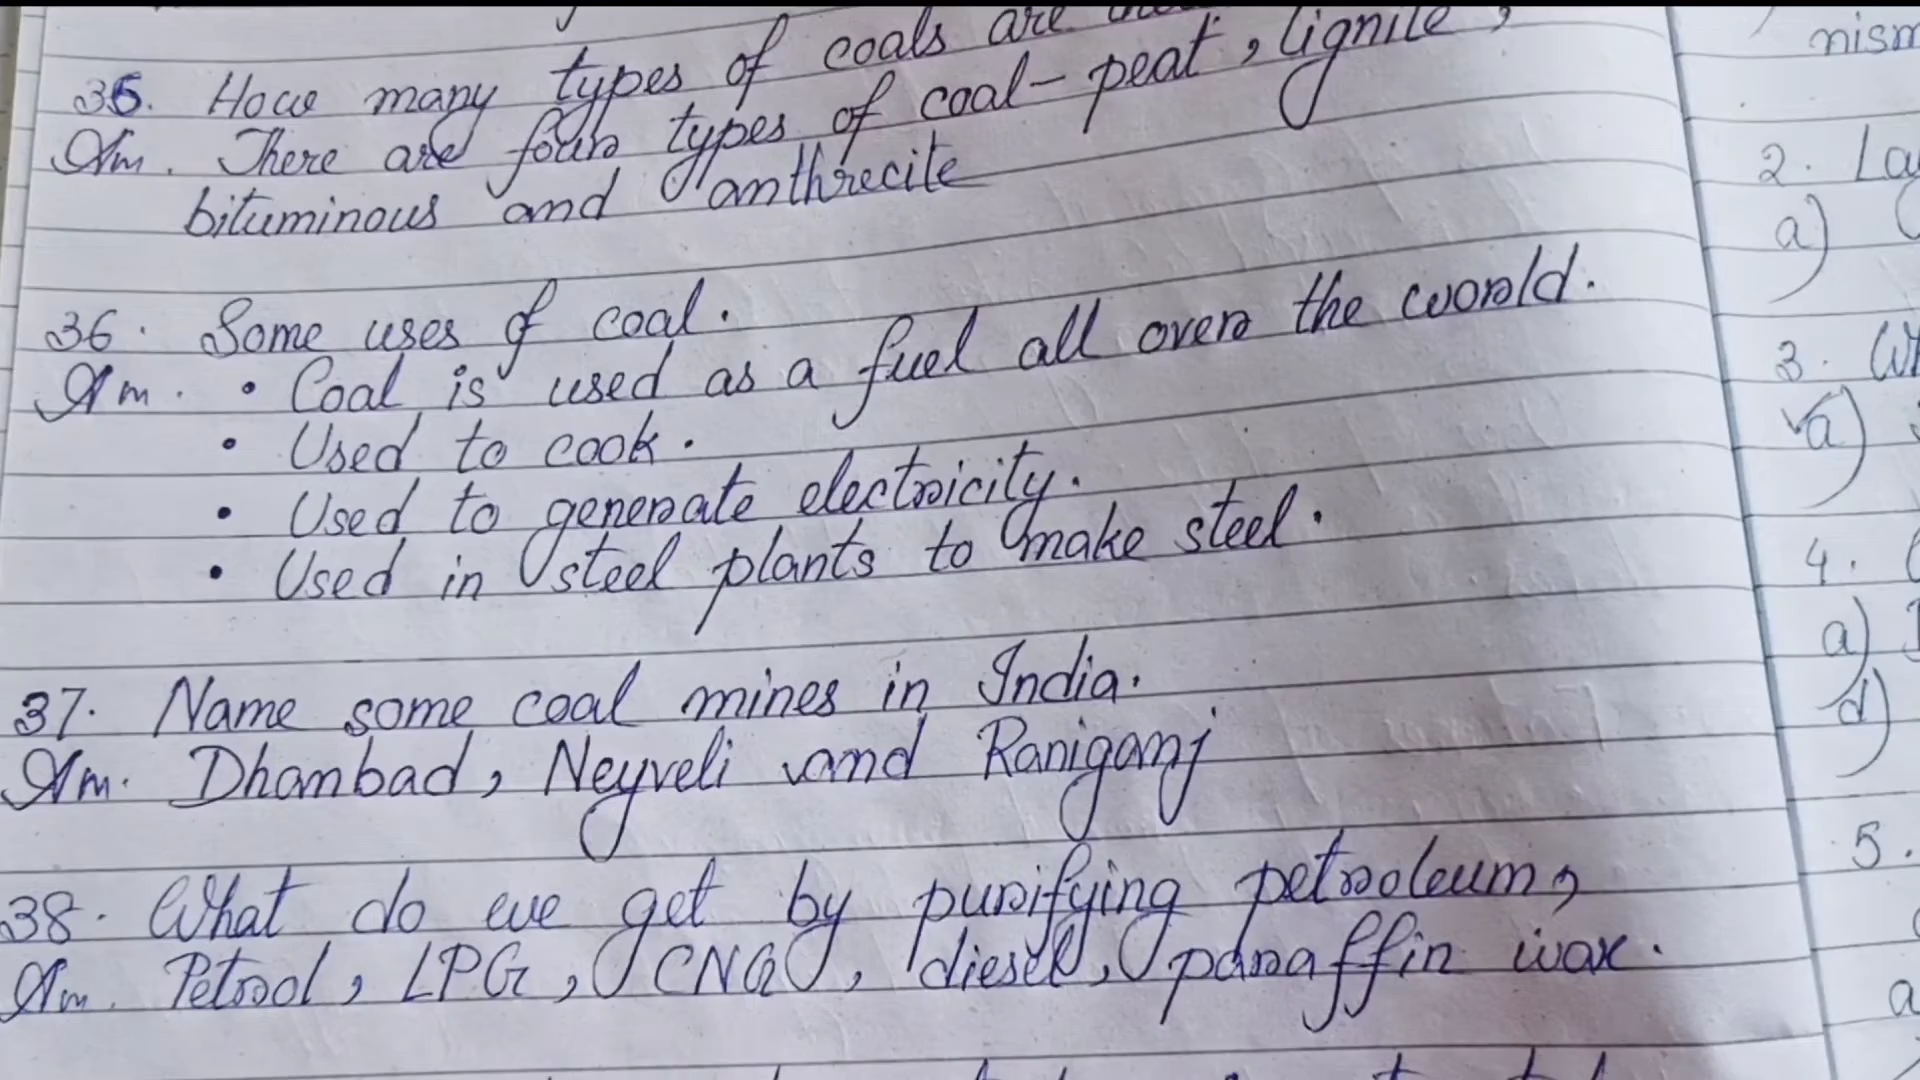 35. How many types of coals are
Ans. There are four types of coal - peat, lignite,
bituminous and anthrecite
36. Some uses of coal.
Ans. • Coal is used as a fuel all over the world.
• Used to cook.
• Used to generate electricity.
• Used in steel plants to make steel.
37. Name some coal mines in India.
Ans. Dhanbad, Neyveli and Raniganj
38. What do we get by purifying petroleum,
Ans. Petrol, LPG, CNG, diesel, paraffin wax.
nism
2.
a)
3.
a)
4.
a)
d)
5.
a